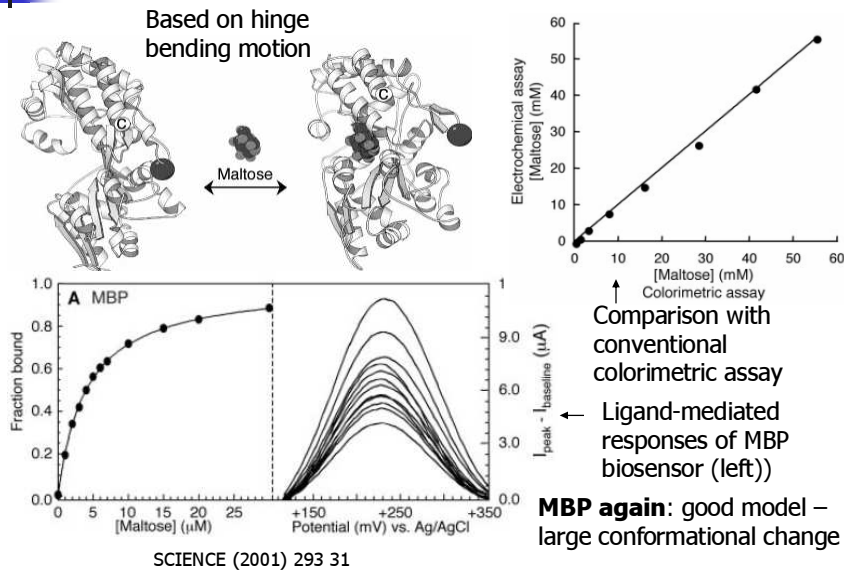 Based on hinge
bending motion
C
Maltose
C
Electrochemical assay
[Maltose] (mM)
60
50
40
30
20
10
0
0
10
20
30
40
50
60
[Maltose] (mM)
Colorimetric assay
Comparison with
conventional
colorimetric assay
A MBP
Fraction bound
1.0
0.8
0.6
0.4
0.2
0.0
0
5
10
15
20
25
[Maltose] (μM)
+150
+250
+350
Potential (mV) vs. Ag/AgCl
1
9.0
6.0
3.0
0.0
Ipeak - Ibaseline (μA)
Ligand-mediated
responses of MBP
biosensor (left))
MBP again: good model –
large conformational change
SCIENCE (2001) 293 31